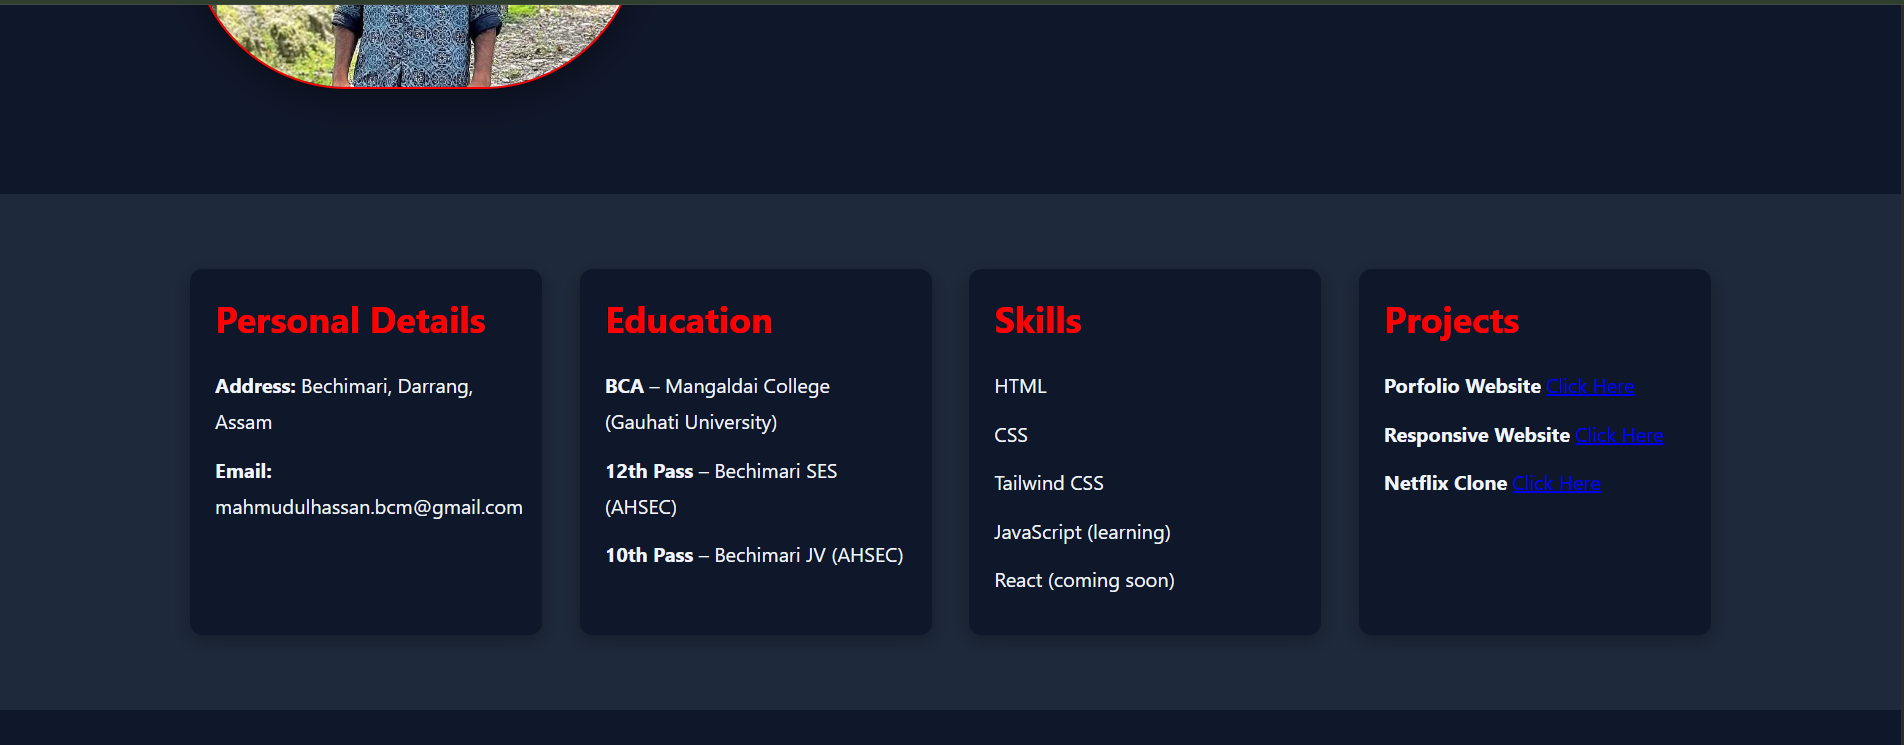 Personal Details
Address: Bechimari, Darrang,
Assam
Email:
mahmudulhassan.bcm@gmail.com
Education
BCA – Mangaldai College
(Gauhati University)
12th Pass – Bechimari SES
(AHSEC)
10th Pass – Bechimari JV (AHSEC)
Skills
HTML
CSS
Tailwind CSS
JavaScript (learning)
React (coming soon)
Projects
Porfolio Website Click Here
Responsive Website Click Here
Netflix Clone Click Here